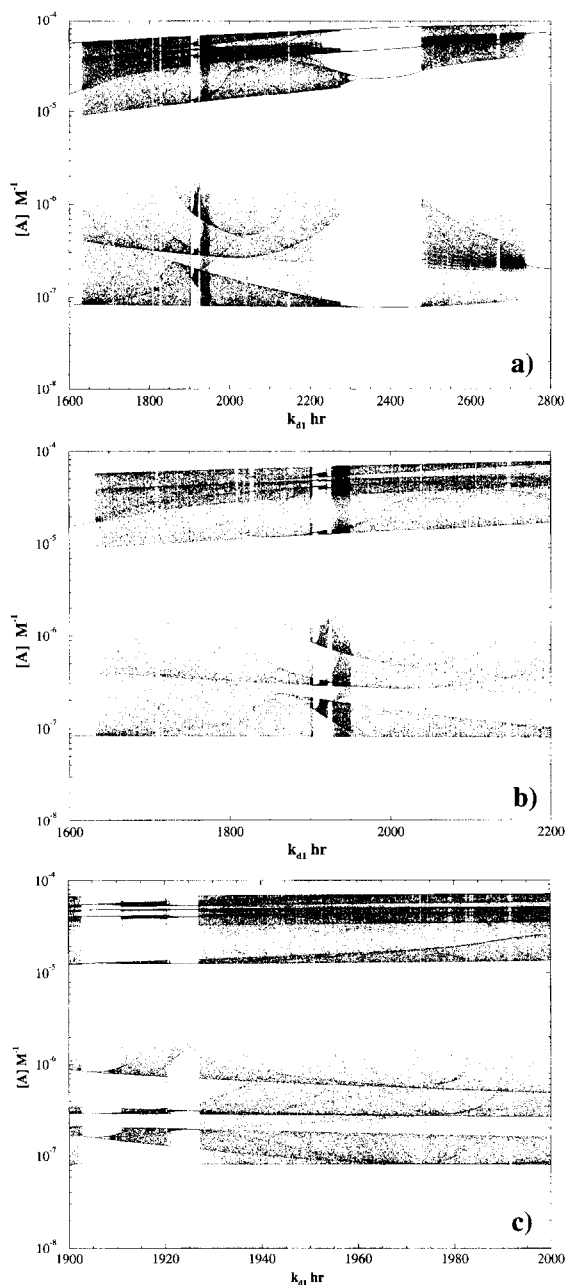 10⁻⁴
10⁻⁵
10⁻⁶
10⁻⁷
10⁻⁸
[A] M⁻¹
a)
1600 1800 2000 2200 2400 2600 2800
k_d1 hr
10⁻⁴
10⁻⁵
10⁻⁶
10⁻⁷
10⁻⁸
[A] M⁻¹
b)
1600 1800 2000 2200
k_d1 hr
10⁻⁴
10⁻⁵
10⁻⁶
10⁻⁷
10⁻⁸
[A] M⁻¹
c)
1900 1920 1940 1960 1980 2000
k_d1 hr